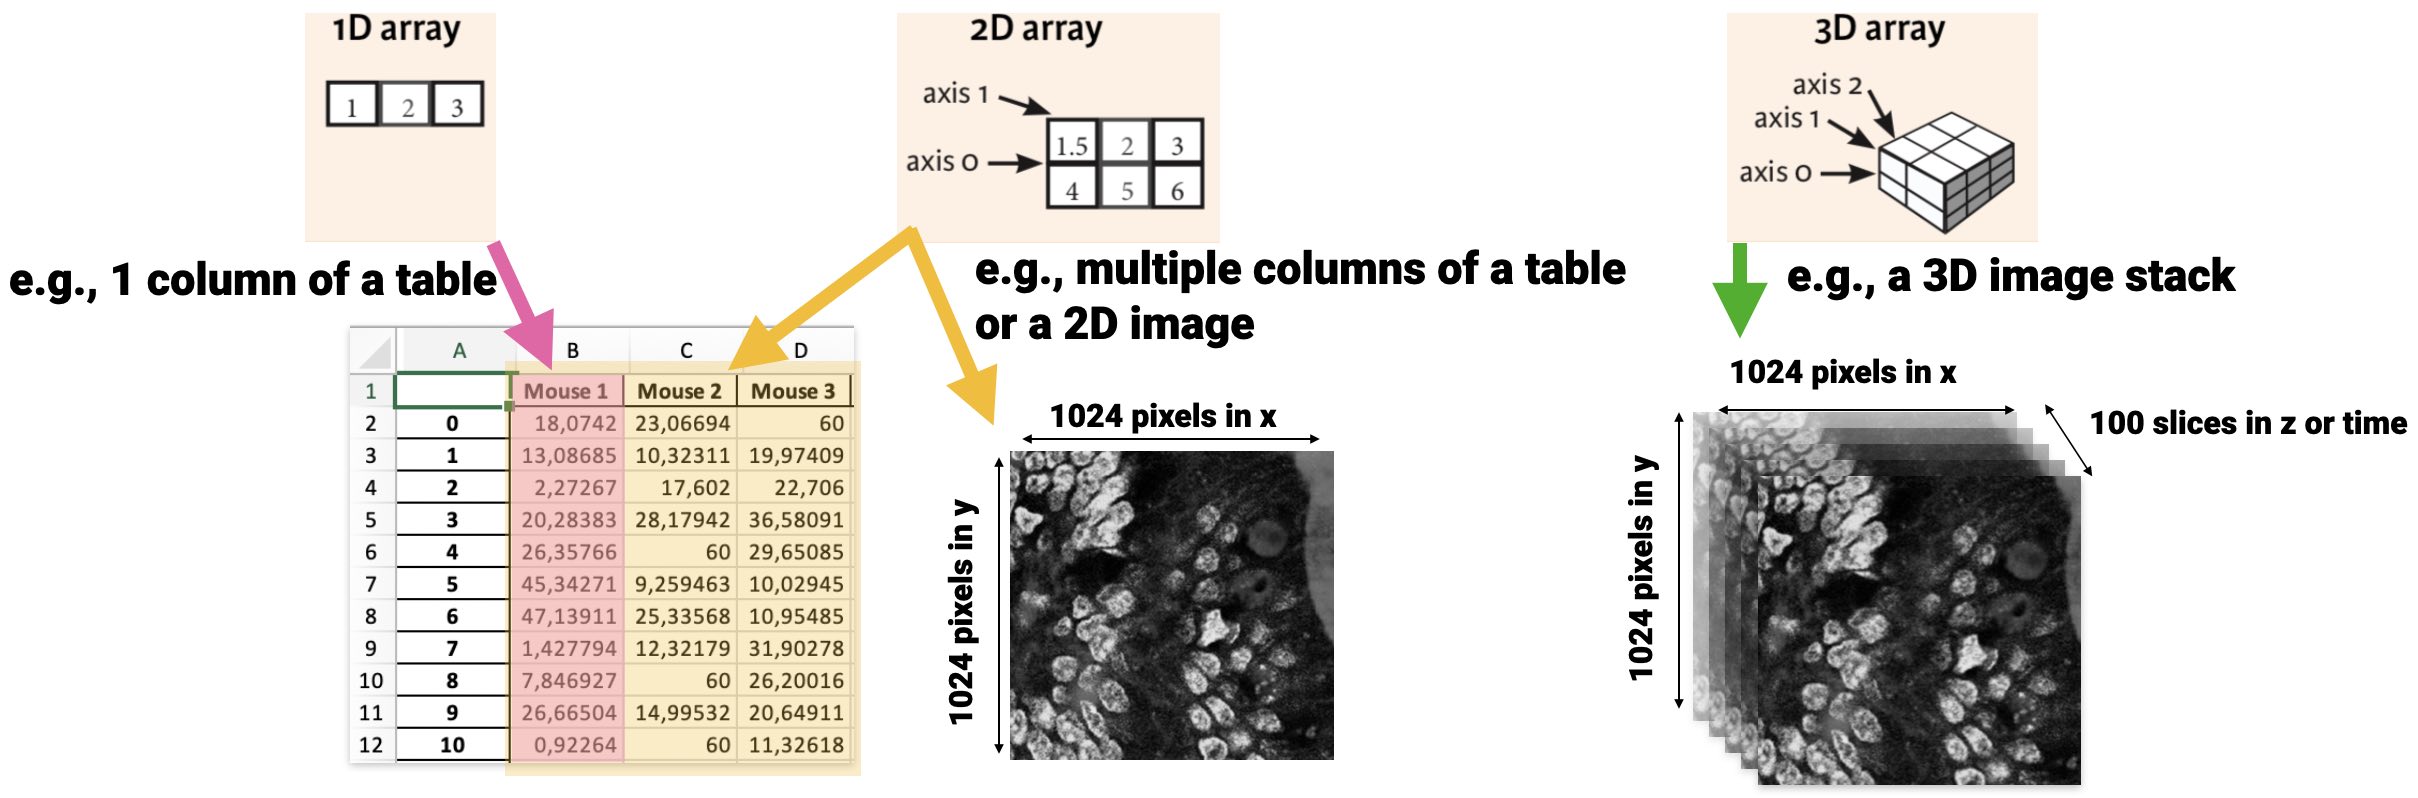 1D array
1 2 3
e.g., 1 column of a table
A B C D
1 Mouse 1 Mouse 2 Mouse 3
2 0 18,0742 23,06694 60
3 1 13,08685 10,32311 19,97409
4 2 2,27267 17,602 22,706
5 3 20,28383 28,17942 36,58091
6 4 26,35766 60 29,65085
7 5 45,34271 9,259463 10,02945
8 6 47,13911 25,33568 10,95485
9 7 1,427794 12,32179 31,90278
10 8 7,846927 60 26,20016
11 9 26,66504 14,99532 20,64911
12 10 0,92264 60 11,32618
2D array
axis 1
axis 0
1.5 2 3
4 5 6
e.g., multiple columns of a table
or a 2D image
1024 pixels in x
1024 pixels in y
3D array
axis 2
axis 1
axis 0
e.g., a 3D image stack
1024 pixels in x
100 slices in z or time
1024 pixels in y